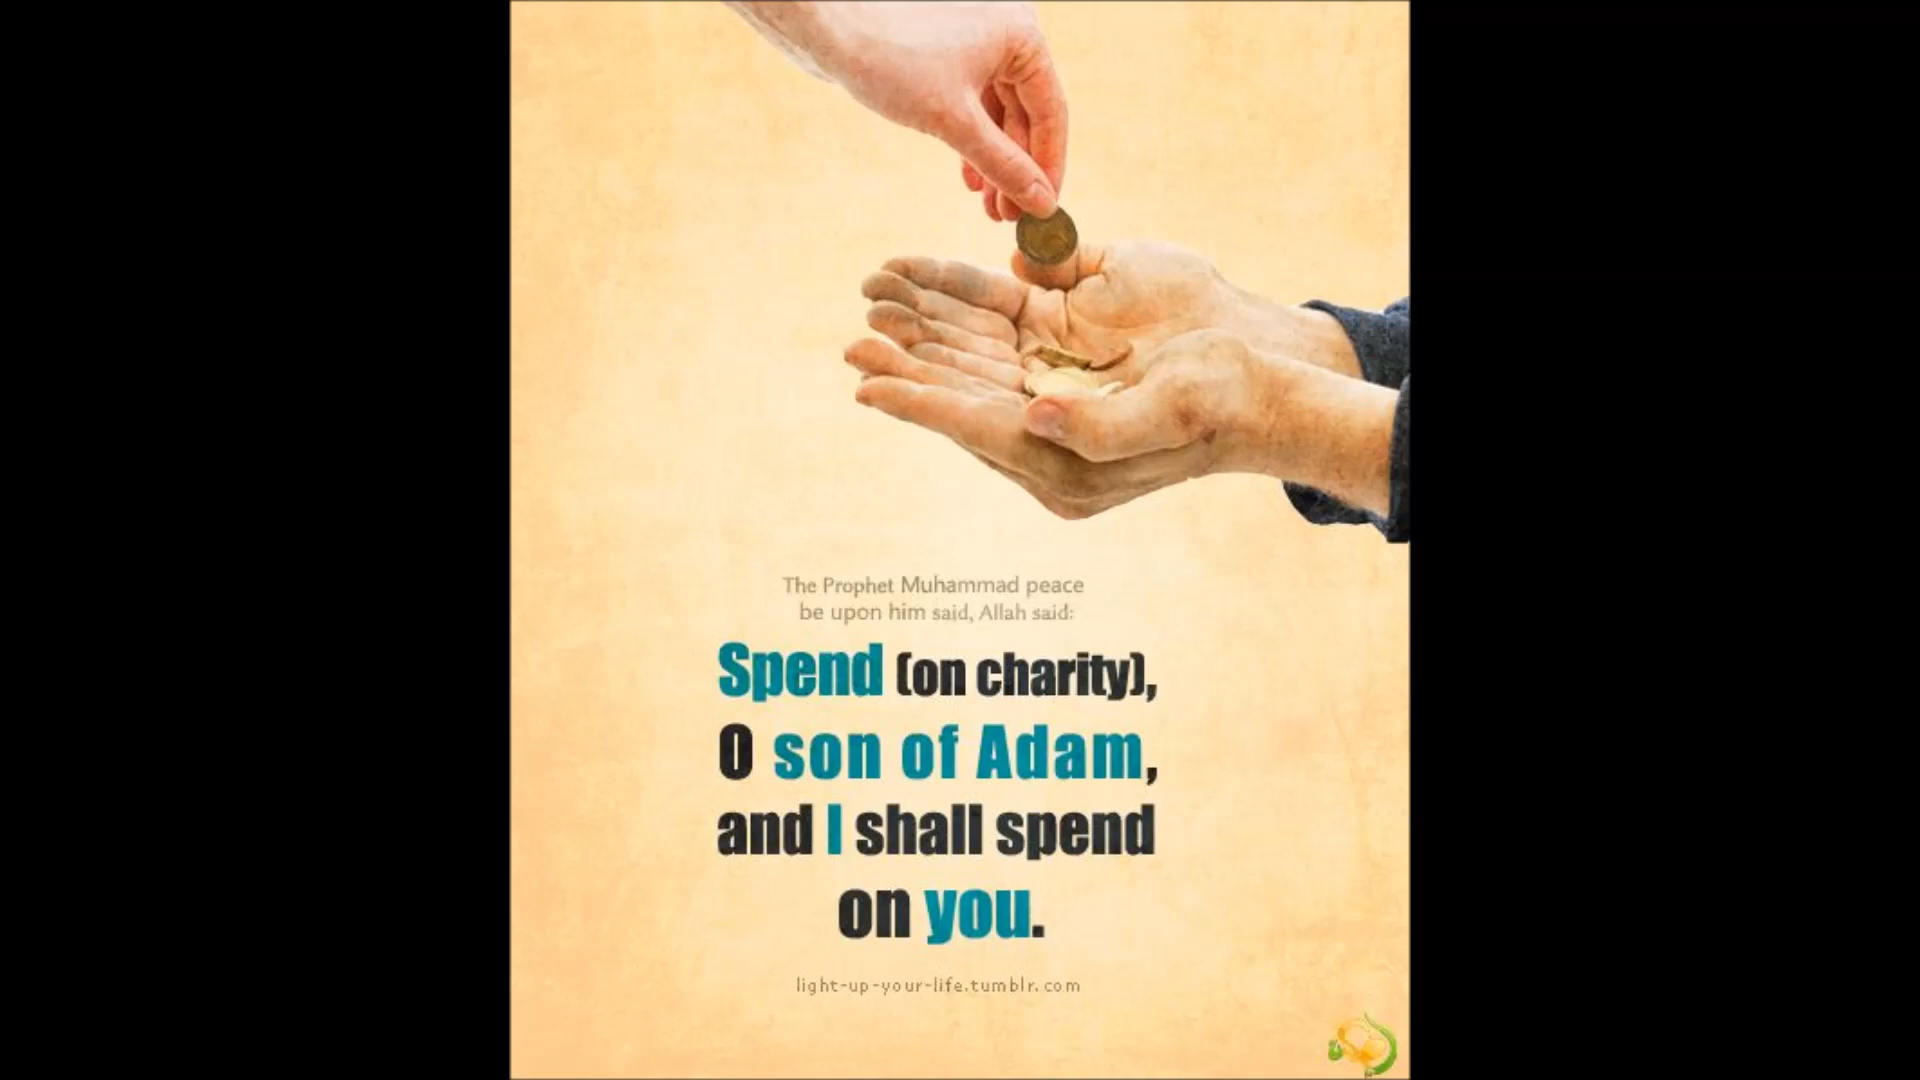 The Prophet Muhammad peace
be upon him said, Allah said:
Spend (on charity),
O son of Adam,
and I shall spend
on you.
light-up-your-life.tumblr.com